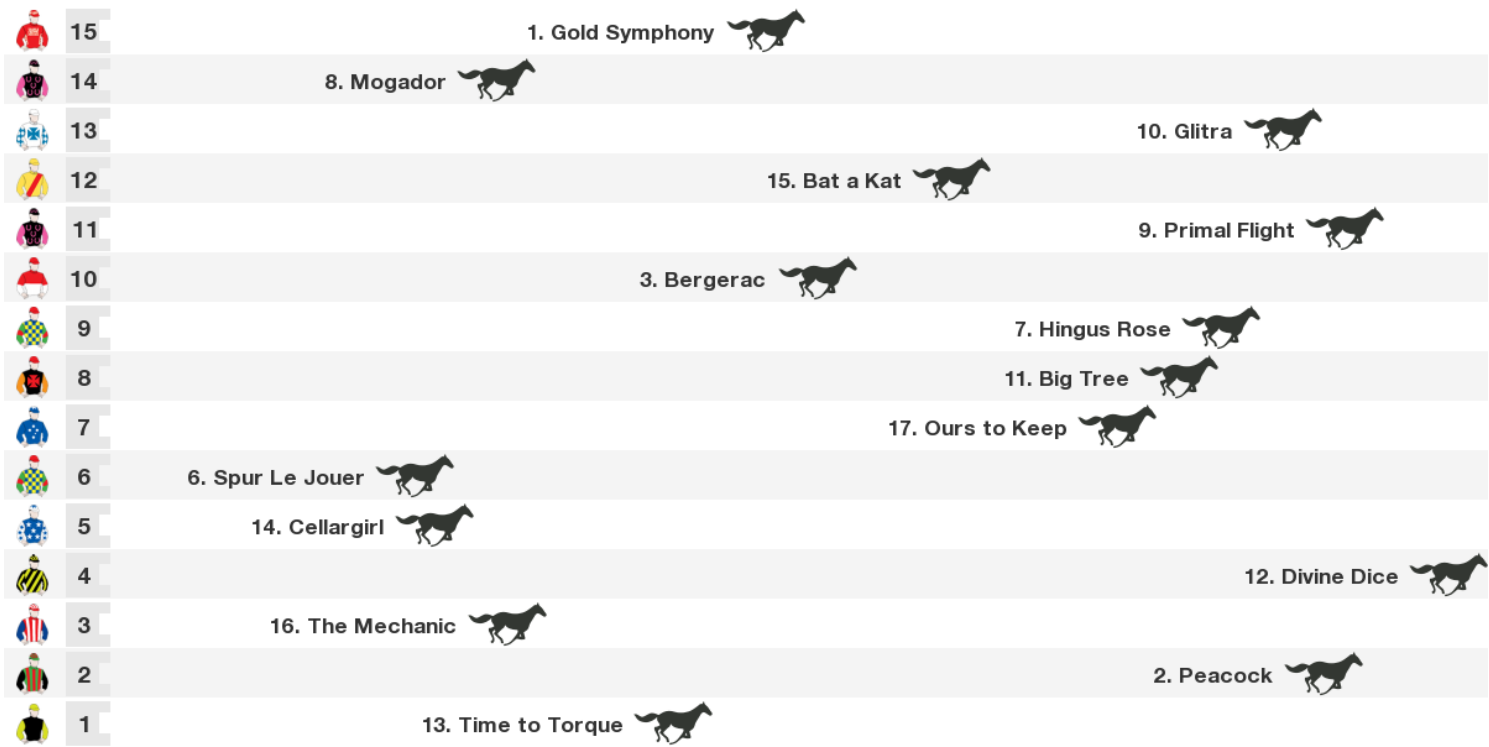 15 1. Gold Symphony
14 8. Mogador
13 10. Glitra
12 15. Bat a Kat
11 9. Primal Flight
10 3. Bergerac
9 7. Hingus Rose
8 11. Big Tree
7 17. Ours to Keep
6 6. Spur Le Jouer
5 14. Cellargirl
4 12. Divine Dice
3 16. The Mechanic
2 2. Peacock
1 13. Time to Torque